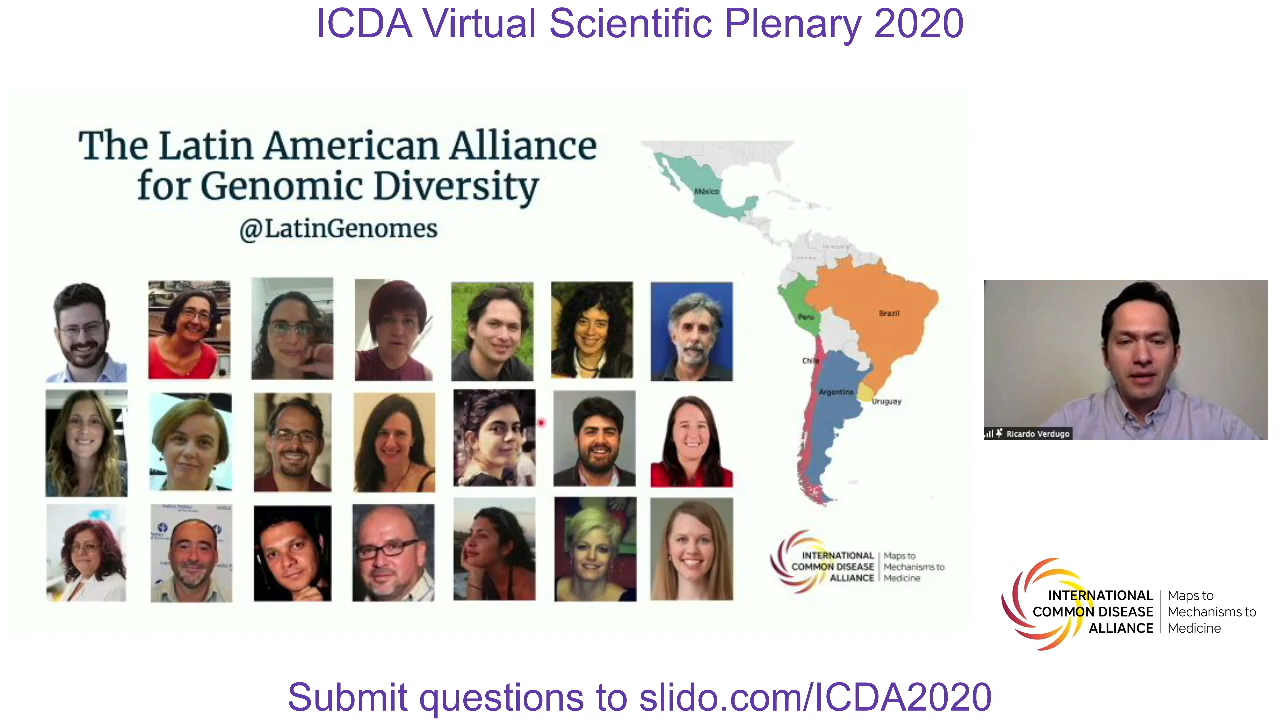 ICDA Virtual Scientific Plenary 2020
The Latin American Alliance
for Genomic Diversity
@LatinGenomes
México
Venezuela
Peru
Brazil
Chile
Argentina
Uruguay
INTERNATIONAL
COMMON DISEASE
ALLIANCE
Maps to
Mechanisms to
Medicine
Ricardo Verdugo
INTERNATIONAL
COMMON DISEASE
ALLIANCE
Maps to
Mechanisms to
Medicine
Submit questions to slido.com/ICDA2020